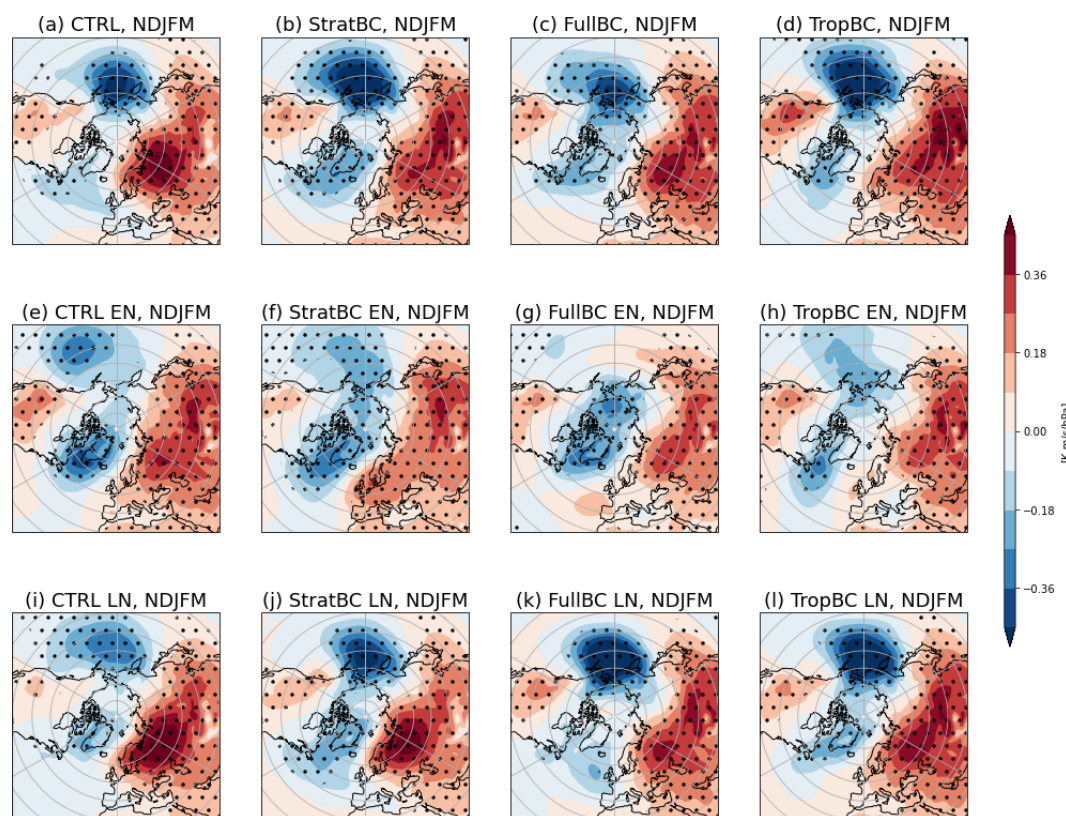 (a) CTRL, NDJFM
(b) StratBC, NDJFM
(c) FullBC, NDJFM
(d) TropBC, NDJFM
(e) CTRL EN, NDJFM
(f) StratBC EN, NDJFM
(g) FullBC EN, NDJFM
(h) TropBC EN, NDJFM
(i) CTRL LN, NDJFM
(j) StratBC LN, NDJFM
(k) FullBC LN, NDJFM
(l) TropBC LN, NDJFM
0.36
0.18
0.00
−0.18
−0.36
[K m/s/hPa]